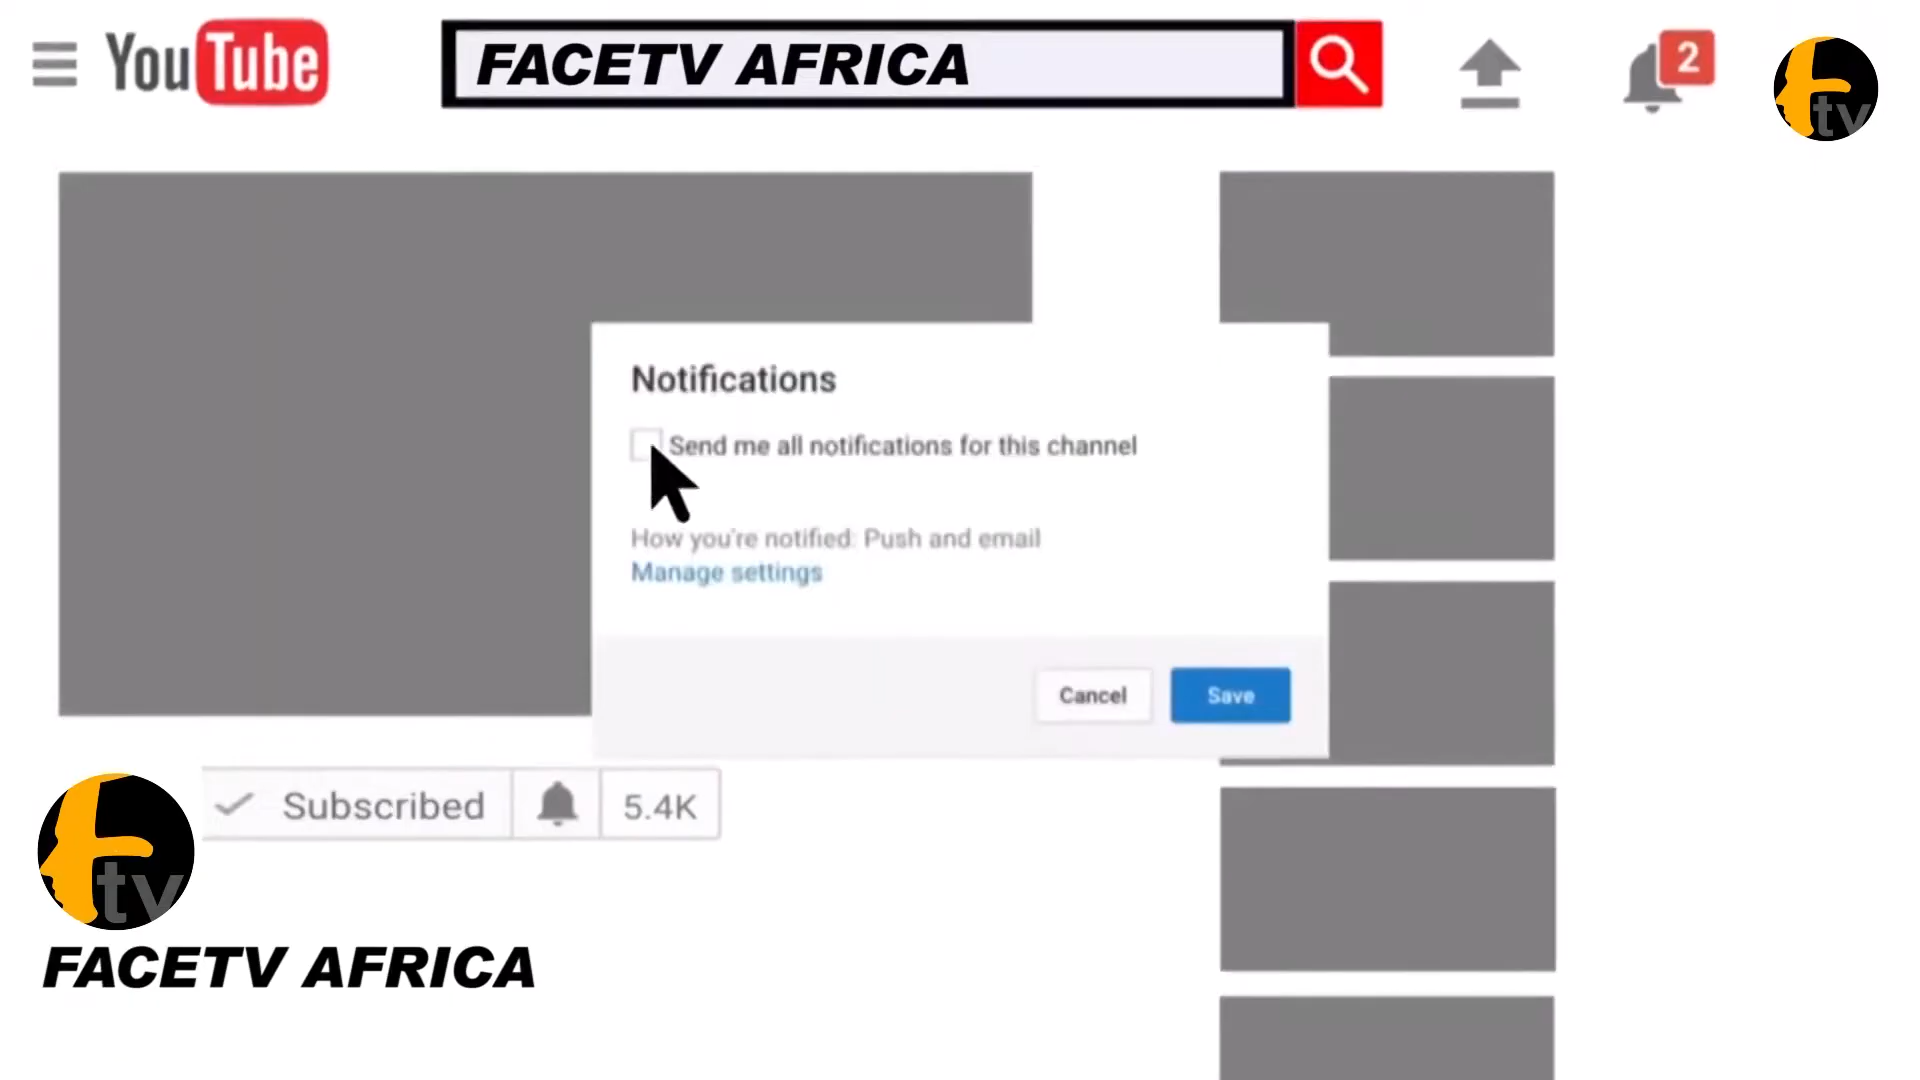 YouTube
FACETV AFRICA
2
tv
Notifications
Send me all notifications for this channel
How you're notified: Push and email
Manage settings
Cancel
Save
Subscribed
5.4K
tv
FACETV AFRICA